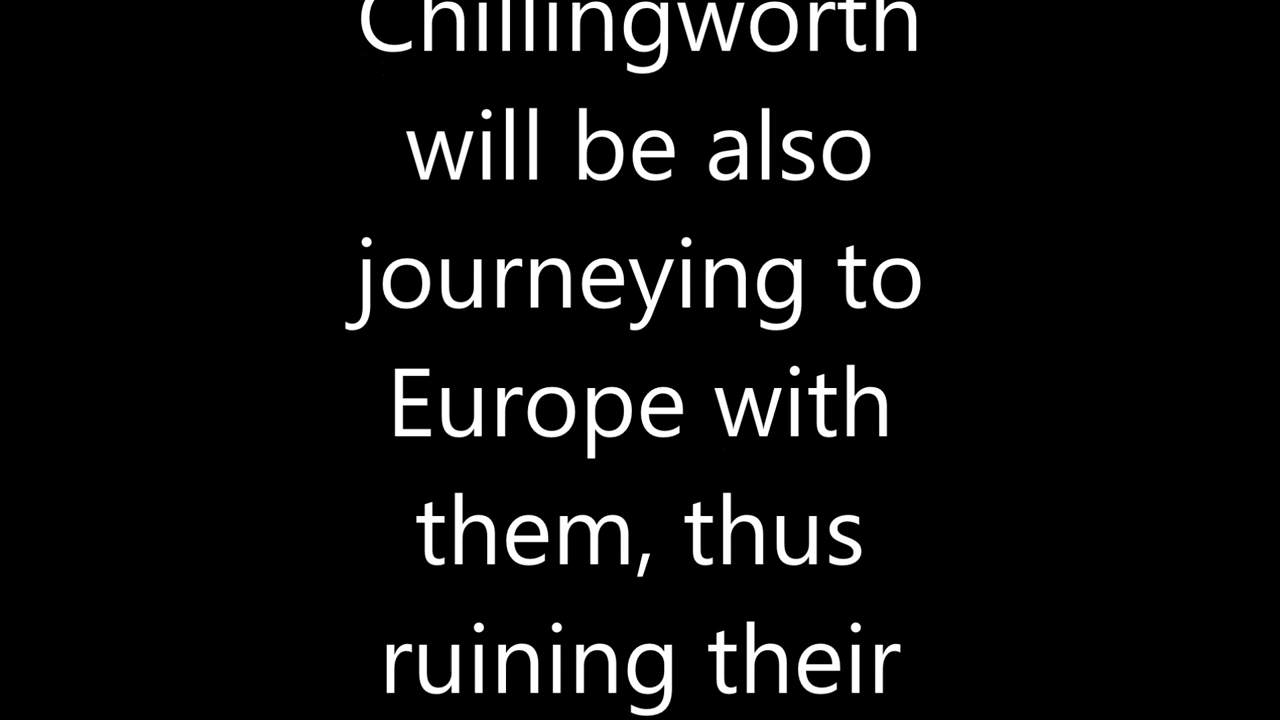 Chillingworth
will be also
journeying to
Europe with
them, thus
ruining their